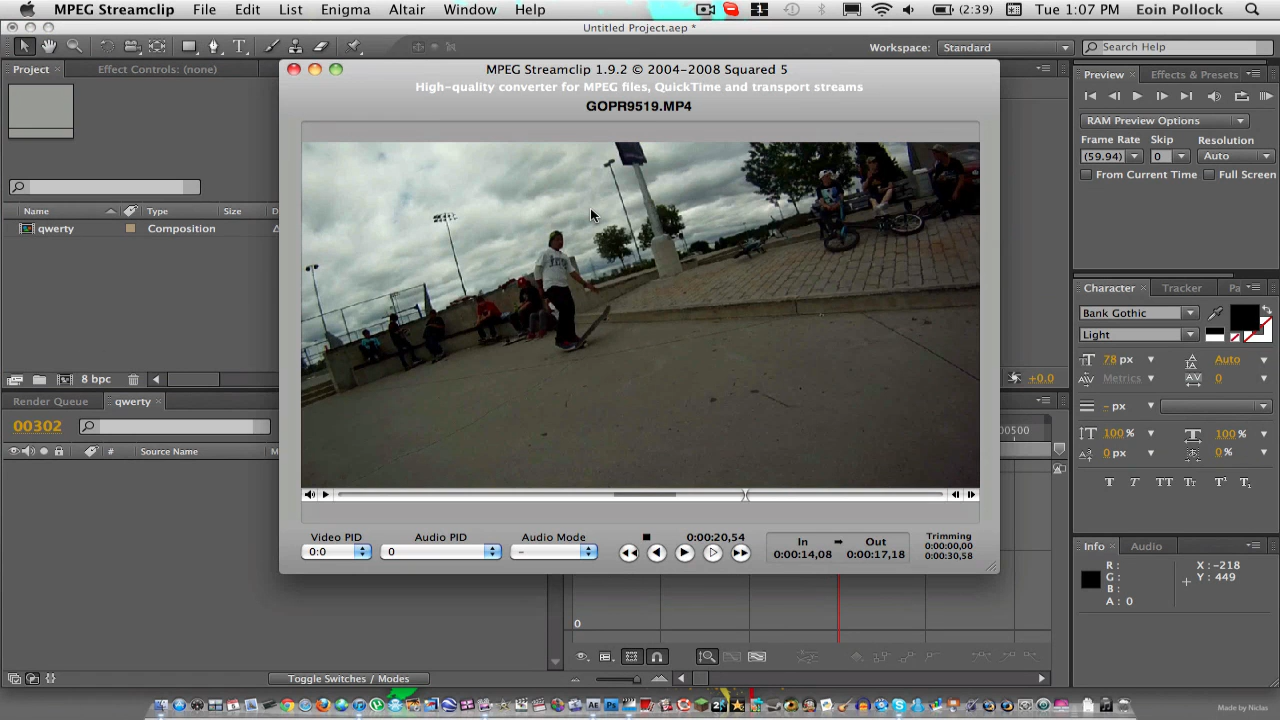 MPEG Streamclip File Edit List Enigma Altair Window Help (2:39) Tue 1:07 PM Eoin Pollock
Untitled Project.aep *
Workspace: Standard Search Help
Project Effect Controls: (none)
MPEG Streamclip 1.9.2 © 2004-2008 Squared 5
High-quality converter for MPEG files, QuickTime and transport streams
GOPR9519.MP4
Preview Effects & Presets
RAM Preview Options
Frame Rate Skip Resolution
(59.94) 0 Auto
From Current Time Full Screen
Name Type Size D
qwerty Composition
Character Tracker Pa
Bank Gothic
Light
78 px Auto
Metrics 0
- px
100 % 100 %
0 px 0 %
8 bpc
+0.0
Render Queue qwerty
00302
00500
# Source Name M
Video PID Audio PID Audio Mode 0:00:20,54
0:0 0 –
In Out
0:00:14,08 0:00:17,18
Trimming
0:00:00,00
0:00:30,58
Info Audio
R : X : -218
G : Y : 449
B :
A : 0
0
Toggle Switches / Modes
Made by Niclas